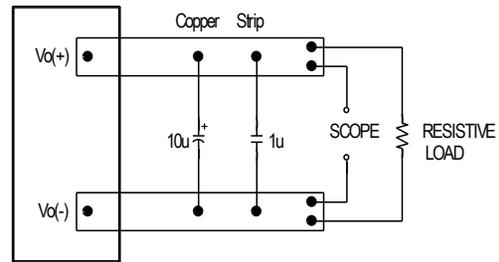 Copper Strip
Vo(+)
+
10u
1u
SCOPE
RESISTIVE
LOAD
Vo(-)